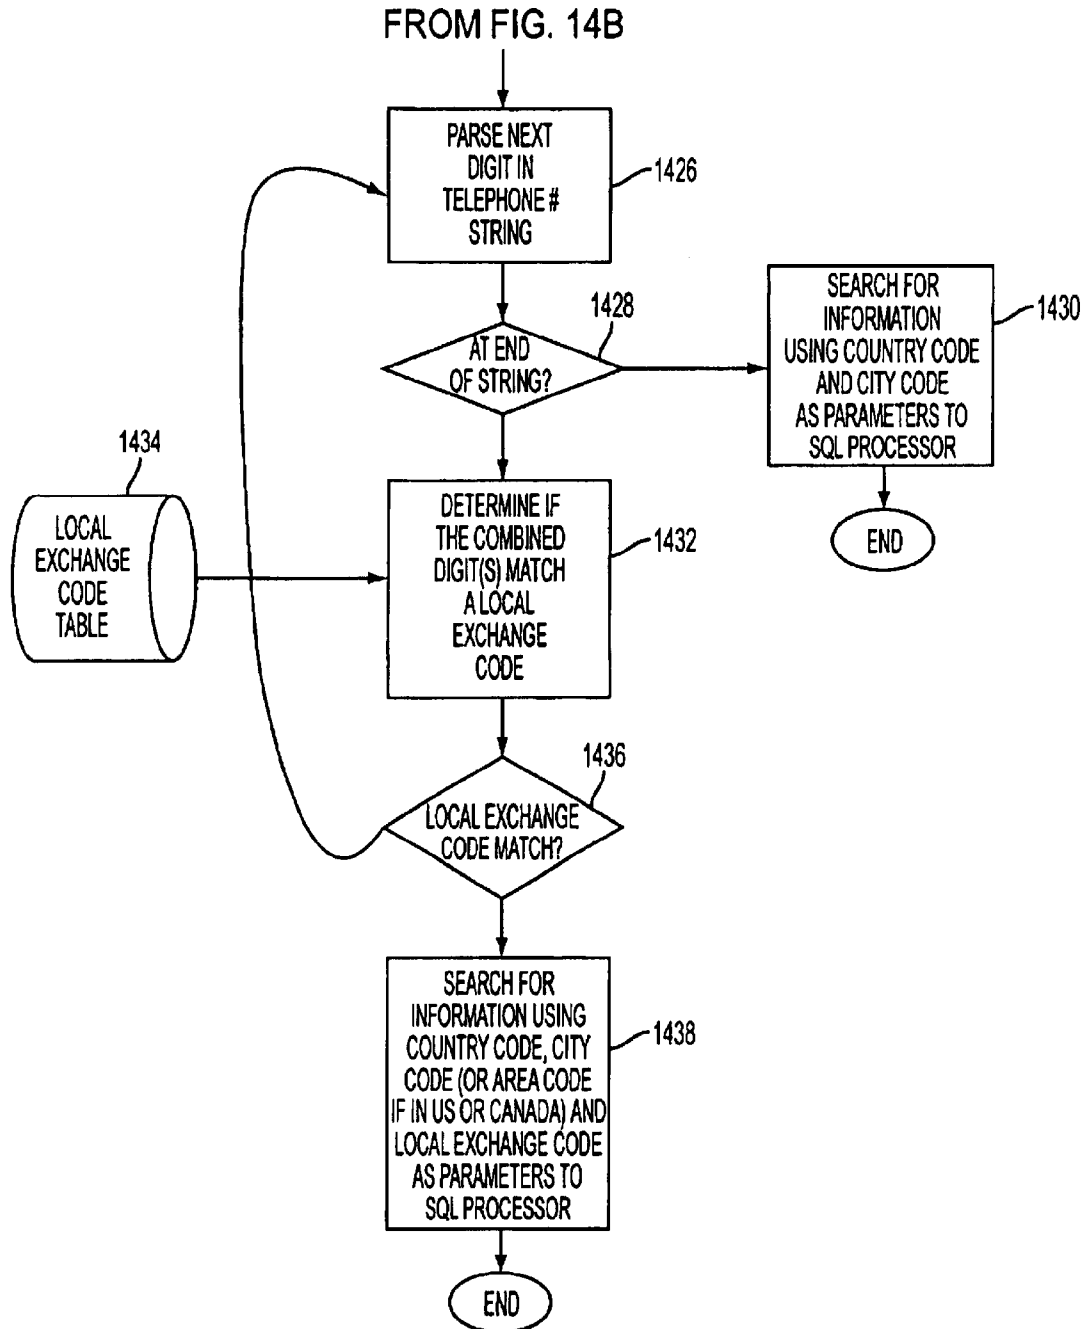 FROM FIG. 14B
PARSE NEXT
DIGIT IN
TELEPHONE #
STRING
1426
1428
AT END
OF STRING?
SEARCH FOR
INFORMATION
USING COUNTRY CODE
AND CITY CODE
AS PARAMETERS TO
SQL PROCESSOR
1430
END
1434
LOCAL
EXCHANGE
CODE
TABLE
DETERMINE IF
THE COMBINED
DIGIT(S) MATCH
A LOCAL
EXCHANGE
CODE
1432
1436
LOCAL EXCHANGE
CODE MATCH?
SEARCH FOR
INFORMATION USING
COUNTRY CODE, CITY
CODE (OR AREA CODE
IF IN US OR CANADA) AND
LOCAL EXCHANGE CODE
AS PARAMETERS TO
SQL PROCESSOR
1438
END